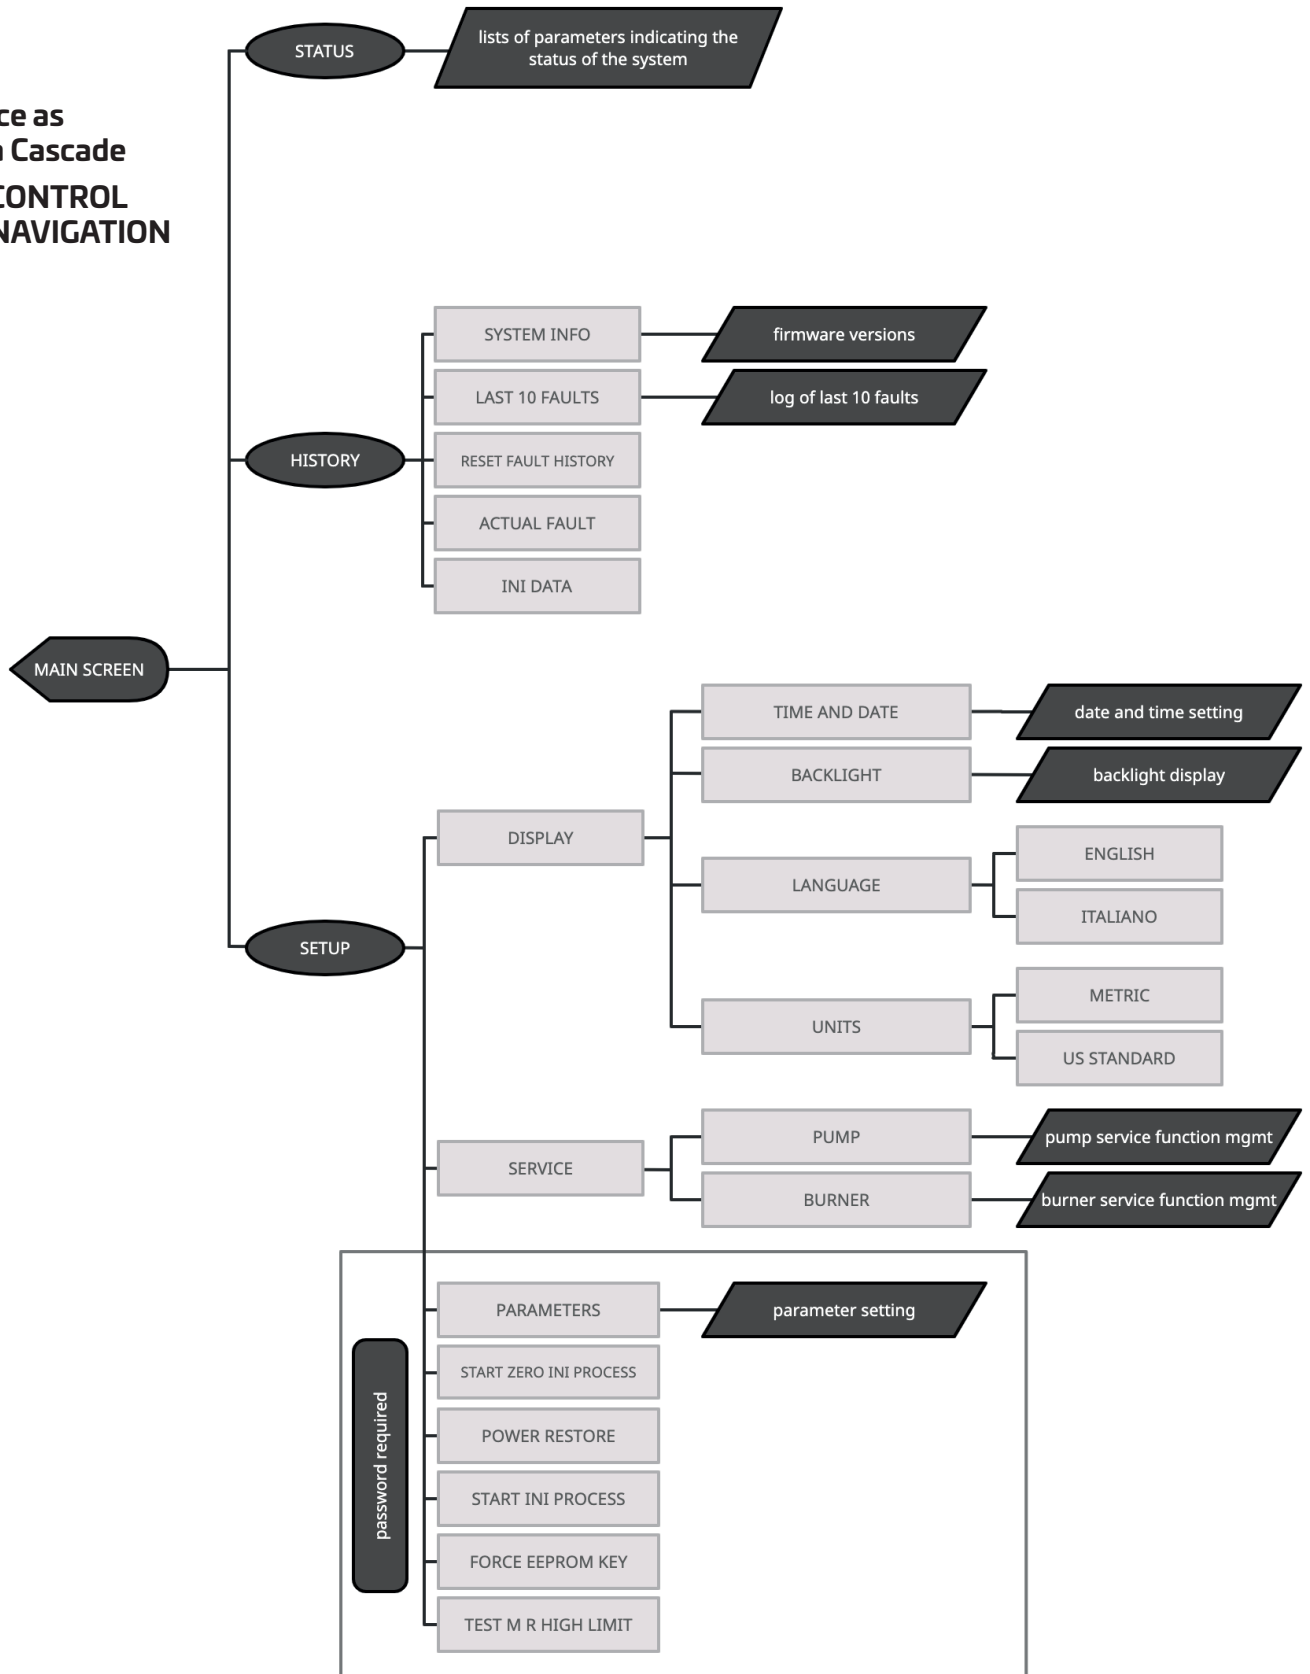 STATUS
lists of parameters indicating the
status of the system
as
Cascade
CONTROL
NAVIGATION
SYSTEM INFO
firmware versions
LAST 10 FAULTS
log of last 10 faults
HISTORY
RESET FAULT HISTORY
ACTUAL FAULT
INI DATA
MAIN SCREEN
TIME AND DATE
date and time setting
BACKLIGHT
backlight display
DISPLAY
LANGUAGE
ENGLISH
ITALIANO
SETUP
UNITS
METRIC
US STANDARD
SERVICE
PUMP
pump service function mgmt
BURNER
burner service function mgmt
password required
PARAMETERS
parameter setting
START ZERO INI PROCESS
POWER RESTORE
START INI PROCESS
FORCE EEPROM KEY
TEST M R HIGH LIMIT